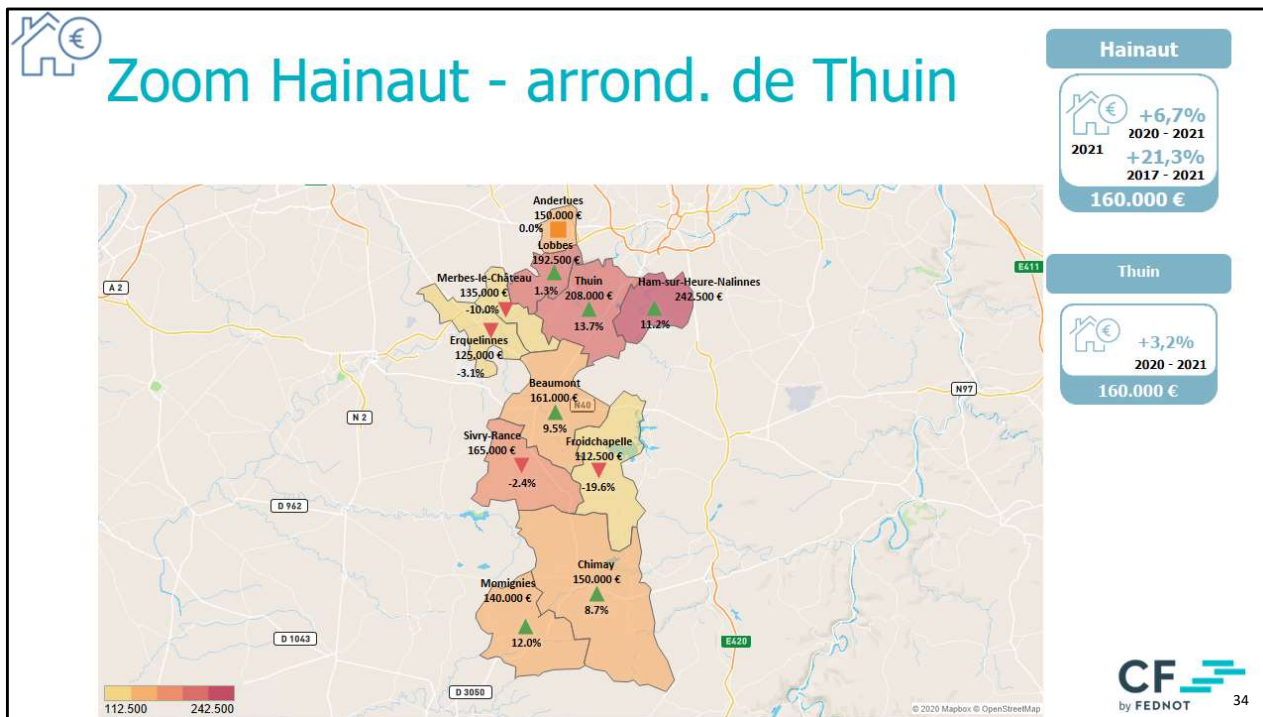 Zoom Hainaut - arrond. de Thuin
Hainaut
+6,7%
2020 - 2021
2021
+21,3%
2017 - 2021
160.000 €
Thuin
+3,2%
2020 - 2021
160.000 €
Anderlues
150.000 €
0.0%
Lobbes
192.500 €
1.3%
Merbes-le-Château
135.000 €
-10.0%
Thuin
208.000 €
13.7%
Ham-sur-Heure-Nalinnes
242.500 €
11.2%
Erquelinnes
125.000 €
-3.1%
Beaumont
161.000 €
N40
9.5%
Sivry-Rance
165.000 €
-2.4%
Froidchapelle
112.500 €
-19.6%
Chimay
150.000 €
8.7%
Momignies
140.000 €
12.0%
A 2
E411
N97
N 2
D 962
D 1043
E420
D 3050
112.500 242.500
© 2020 Mapbox © OpenStreetMap
CF
by FEDNOT
34